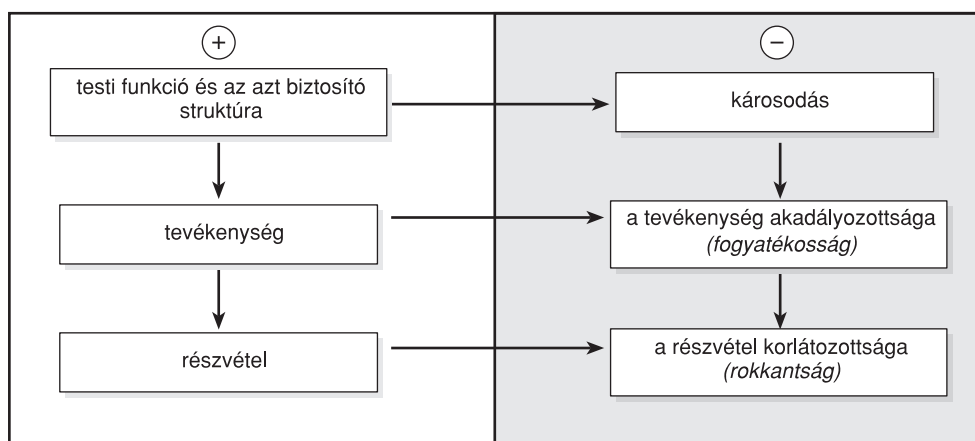 +
testi funkció és az azt biztosító
struktúra
tevékenység
részvétel
−
károsodás
a tevékenység akadályozottsága
(fogyatékosság)
a részvétel korlátozottsága
(rokkantság)